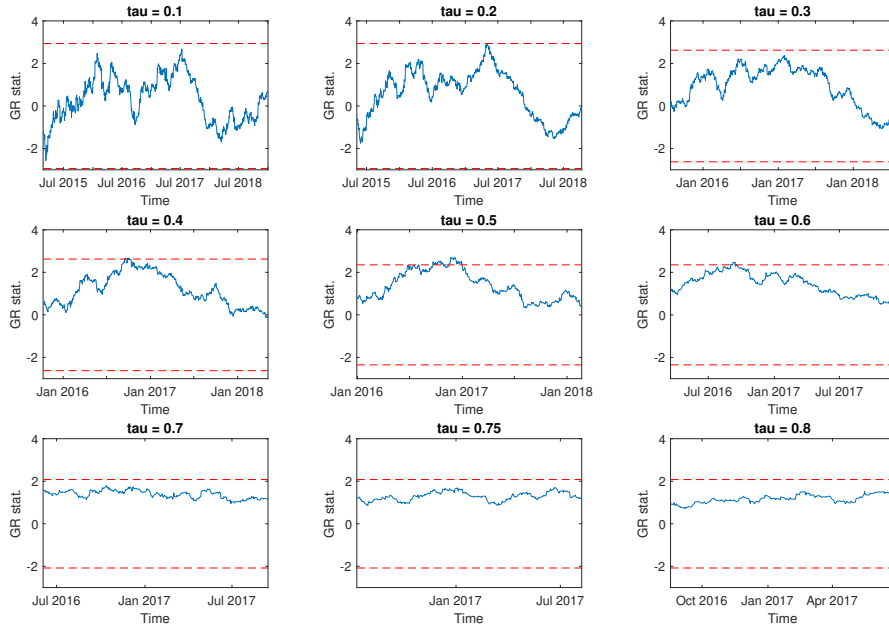 tau = 0.1
4
2
0
-2
GR stat.
Jul 2015 Jul 2016 Jul 2017 Jul 2018
Time
tau = 0.2
4
2
0
-2
GR stat.
Jul 2015 Jul 2016 Jul 2017 Jul 2018
Time
tau = 0.3
4
2
0
-2
GR stat.
Jan 2016 Jan 2017 Jan 2018
Time
tau = 0.4
4
2
0
-2
GR stat.
Jan 2016 Jan 2017 Jan 2018
Time
tau = 0.5
4
2
0
-2
GR stat.
Jan 2016 Jan 2017 Jan 2018
Time
tau = 0.6
4
2
0
-2
GR stat.
Jul 2016 Jan 2017 Jul 2017
Time
tau = 0.7
4
2
0
-2
GR stat.
Jul 2016 Jan 2017 Jul 2017
Time
tau = 0.75
4
2
0
-2
GR stat.
Jan 2017 Jul 2017
Time
tau = 0.8
4
2
0
-2
GR stat.
Oct 2016 Jan 2017 Apr 2017
Time